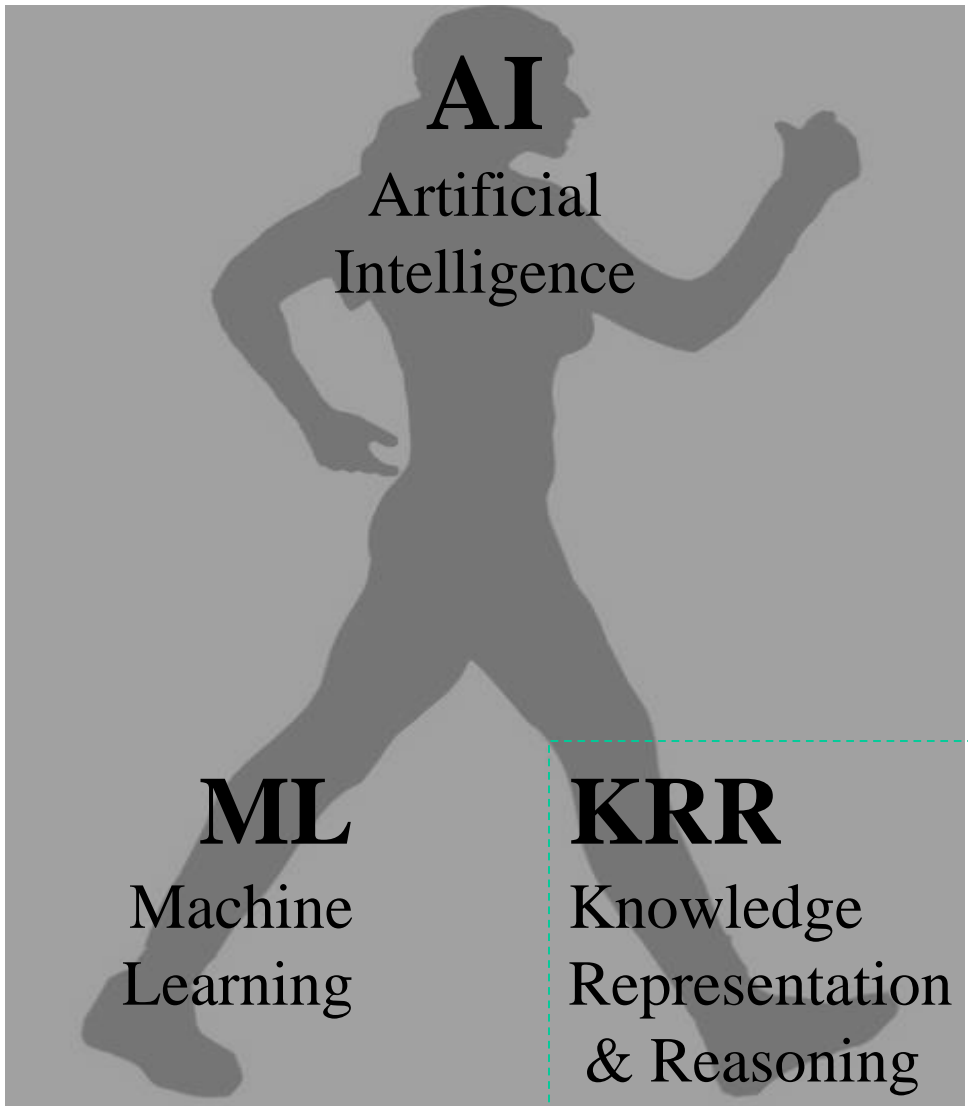 AI
Artificial
Intelligence
ML
Machine
Learning
KRR
Knowledge
Representation
& Reasoning